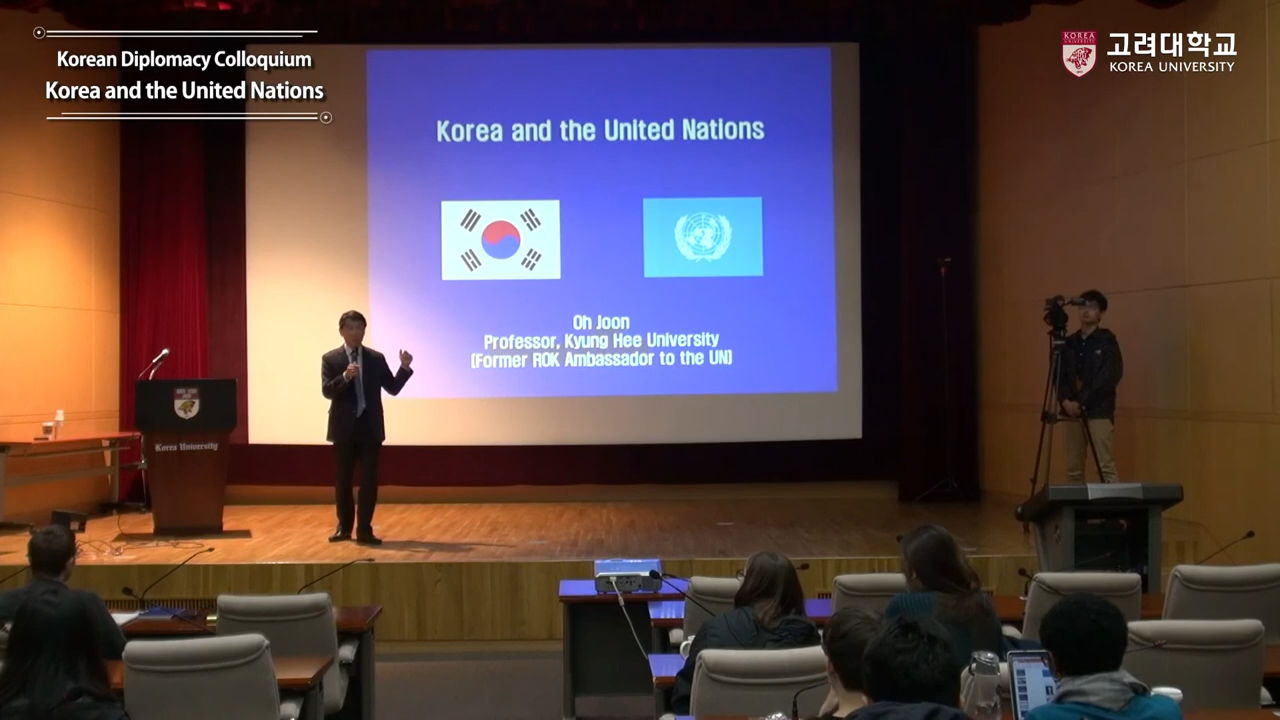 Korean Diplomacy Colloquium
Korea and the United Nations
KOREA
고려대학교
KOREA UNIVERSITY
Korea and the United Nations
Oh Joon
Professor, Kyung Hee University
(Former ROK Ambassador to the UN)
Korea University